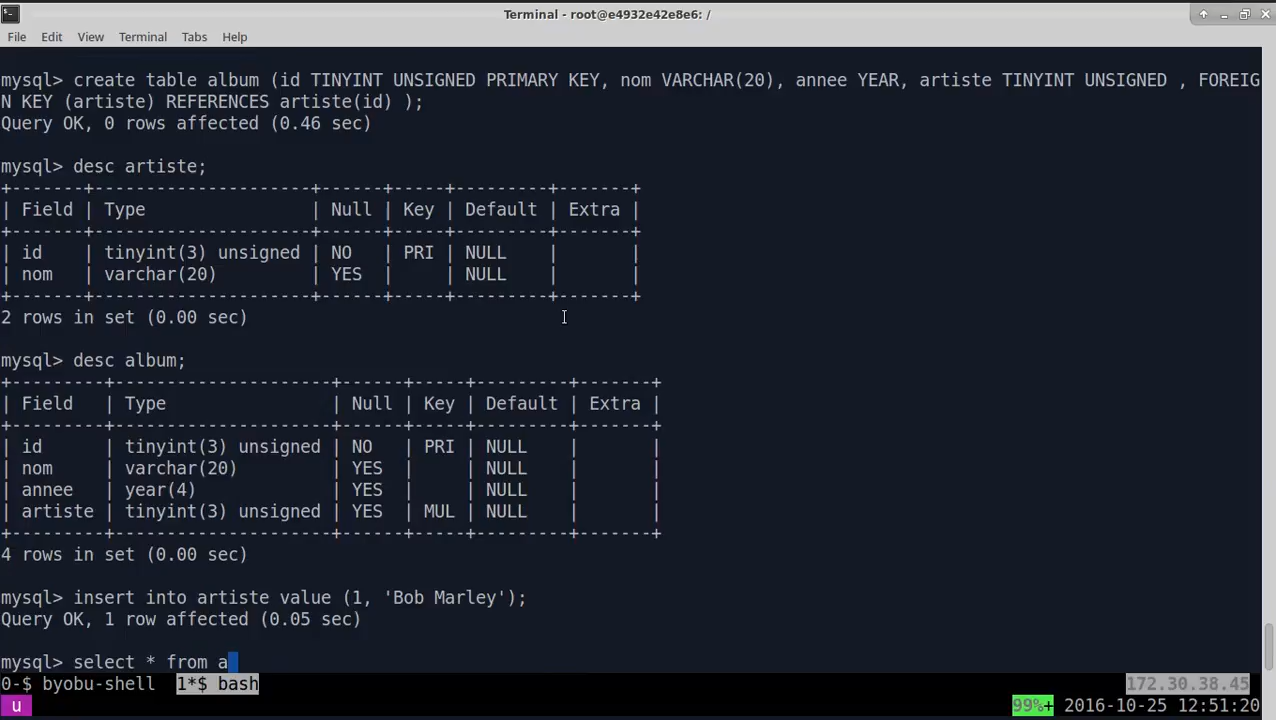 Terminal - root@e4932e42e8e6: /
File Edit View Terminal Tabs Help
mysql> create table album (id TINYINT UNSIGNED PRIMARY KEY, nom VARCHAR(20), annee YEAR, artiste TINYINT UNSIGNED , FOREIG
N KEY (artiste) REFERENCES artiste(id) );
Query OK, 0 rows affected (0.46 sec)
mysql> desc artiste;
+-------+---------------------+------+-----+---------+-------+
| Field | Type                | Null | Key | Default | Extra |
+-------+---------------------+------+-----+---------+-------+
| id    | tinyint(3) unsigned | NO   | PRI | NULL    |       |
| nom   | varchar(20)         | YES  |     | NULL    |       |
+-------+---------------------+------+-----+---------+-------+
2 rows in set (0.00 sec)
mysql> desc album;
+---------+---------------------+------+-----+---------+-------+
| Field   | Type                | Null | Key | Default | Extra |
+---------+---------------------+------+-----+---------+-------+
| id      | tinyint(3) unsigned | NO   | PRI | NULL    |       |
| nom     | varchar(20)         | YES  |     | NULL    |       |
| annee   | year(4)             | YES  |     | NULL    |       |
| artiste | tinyint(3) unsigned | YES  | MUL | NULL    |       |
+---------+---------------------+------+-----+---------+-------+
4 rows in set (0.00 sec)
mysql> insert into artiste value (1, 'Bob Marley');
Query OK, 1 row affected (0.05 sec)
mysql> select * from a
0-$ byobu-shell  1*$ bash 172.30.38.45
u 99%+ 2016-10-25 12:51:20